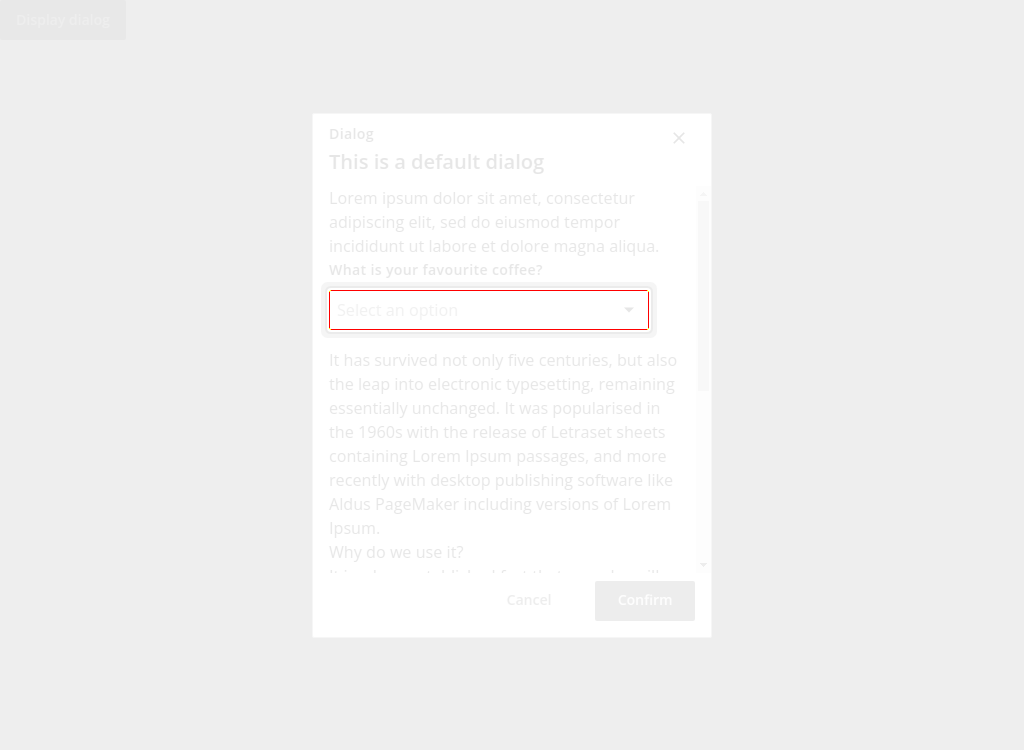 Display dialog
Dialog
This is a default dialog
Lorem ipsum dolor sit amet, consectetur
adipiscing elit, sed do eiusmod tempor
incididunt ut labore et dolore magna aliqua.
What is your favourite coffee?
Select an option
It has survived not only five centuries, but also
the leap into electronic typesetting, remaining
essentially unchanged. It was popularised in
the 1960s with the release of Letraset sheets
containing Lorem Ipsum passages, and more
recently with desktop publishing software like
Aldus PageMaker including versions of Lorem
Ipsum.
Why do we use it?
Cancel
Confirm